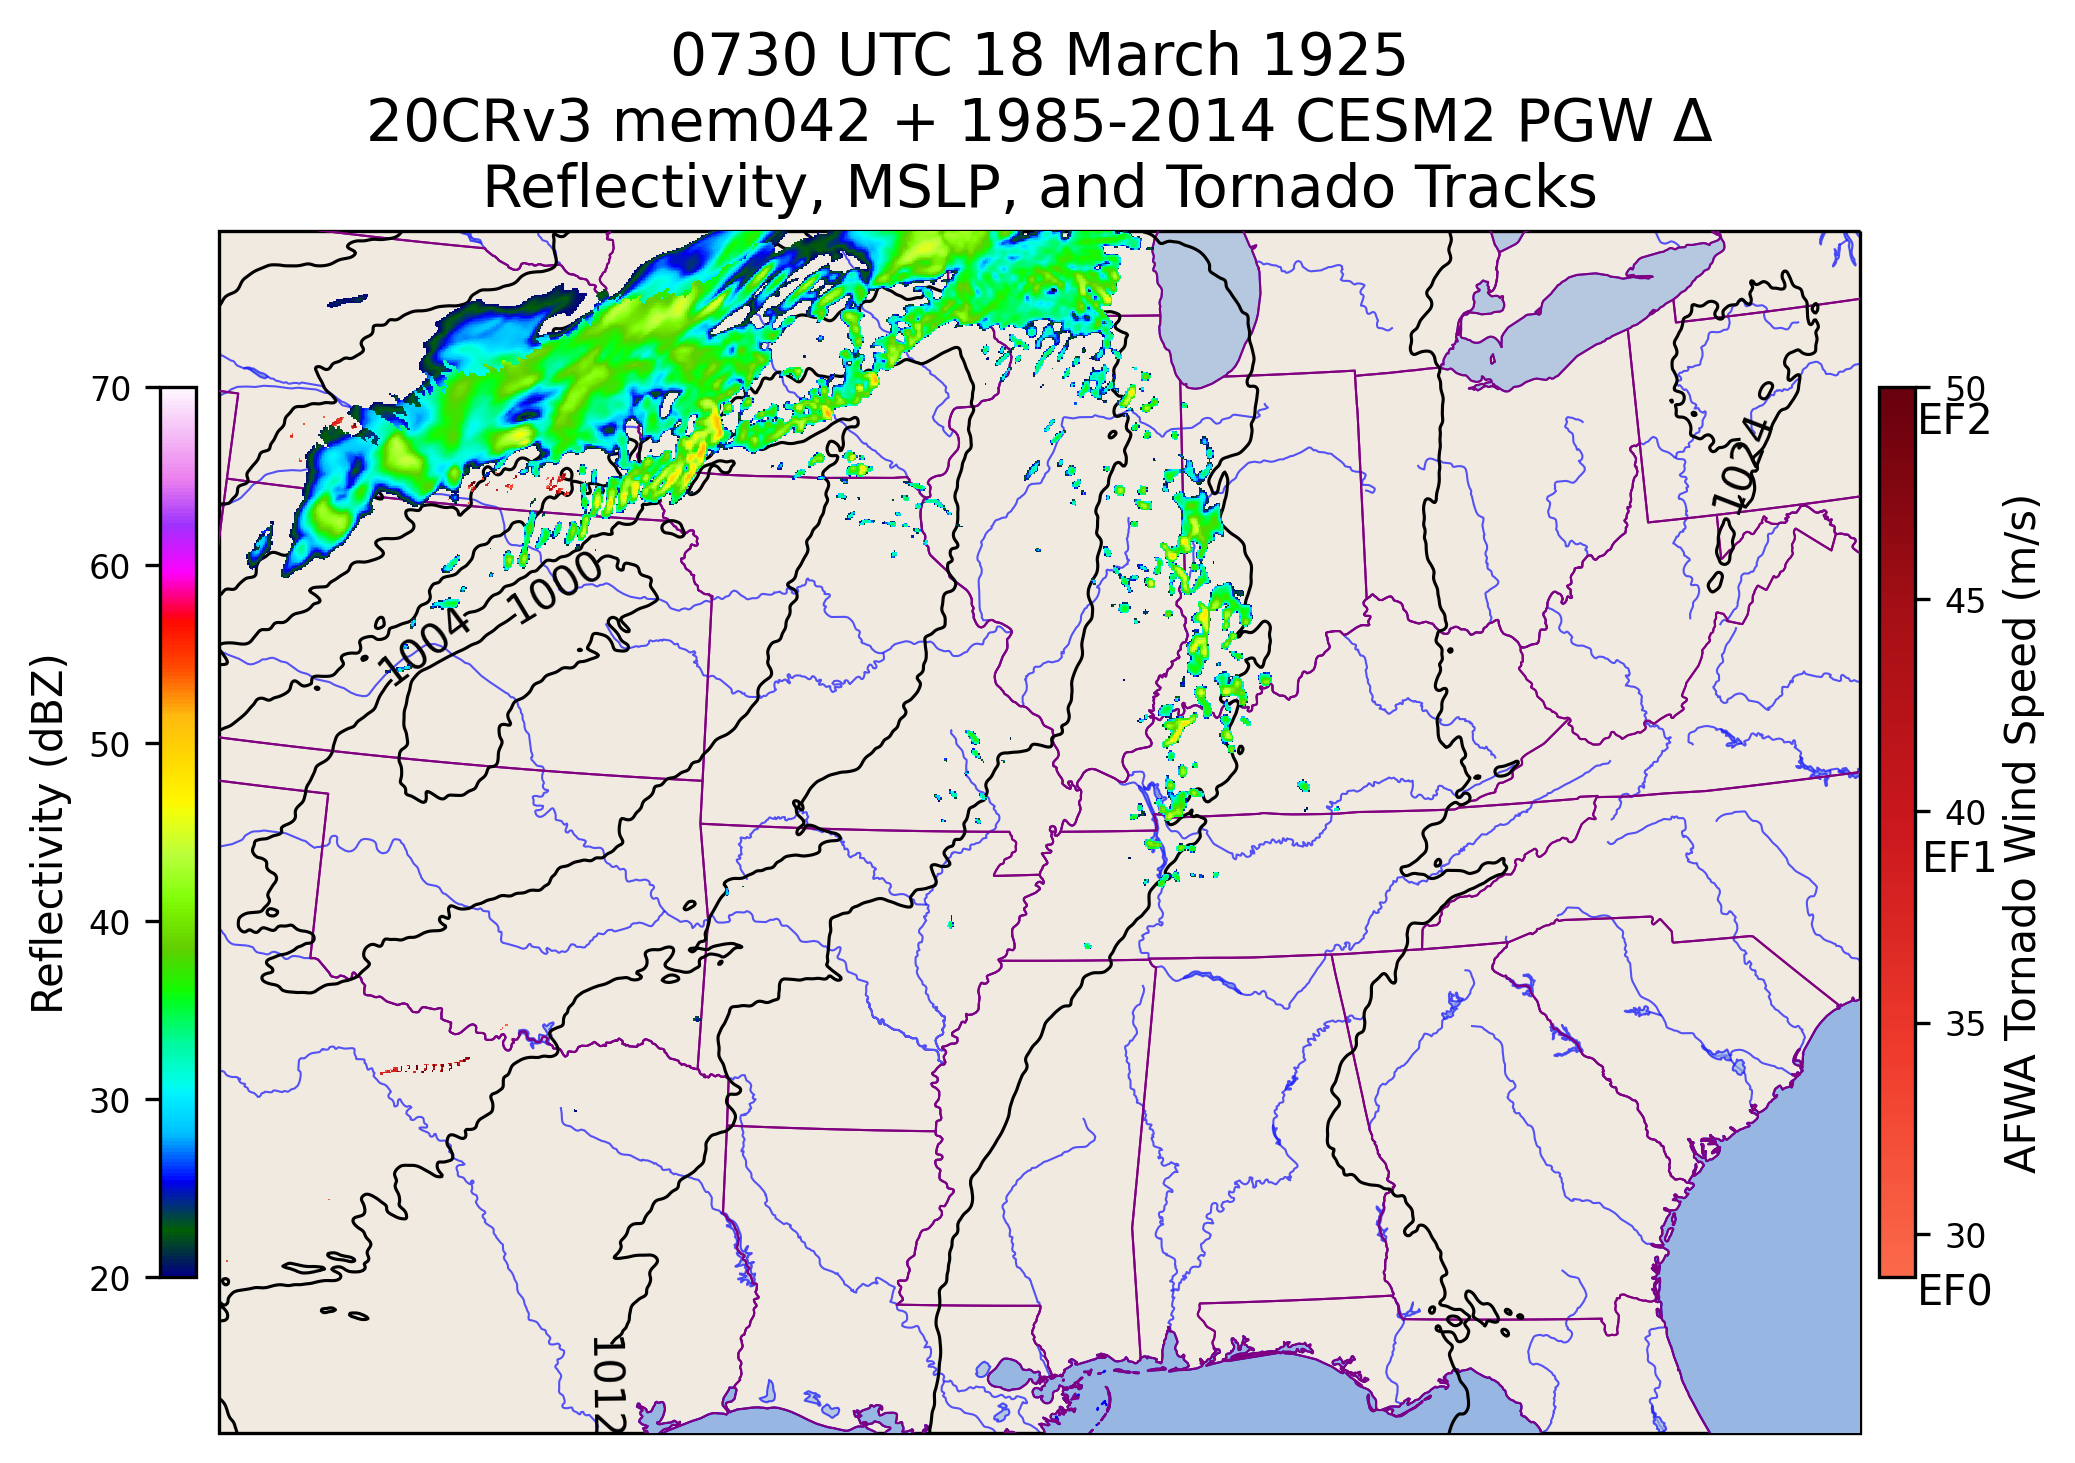 0730 UTC 18 March 1925
20CRv3 mem042 + 1985-2014 CESM2 PGW Δ
Reflectivity, MSLP, and Tornado Tracks
70
60
50
40
30
20
Reflectivity (dBZ)
1024
1000
1004
1012
50
EF2
45
40
EF1
35
30
EF0
AFWA Tornado Wind Speed (m/s)